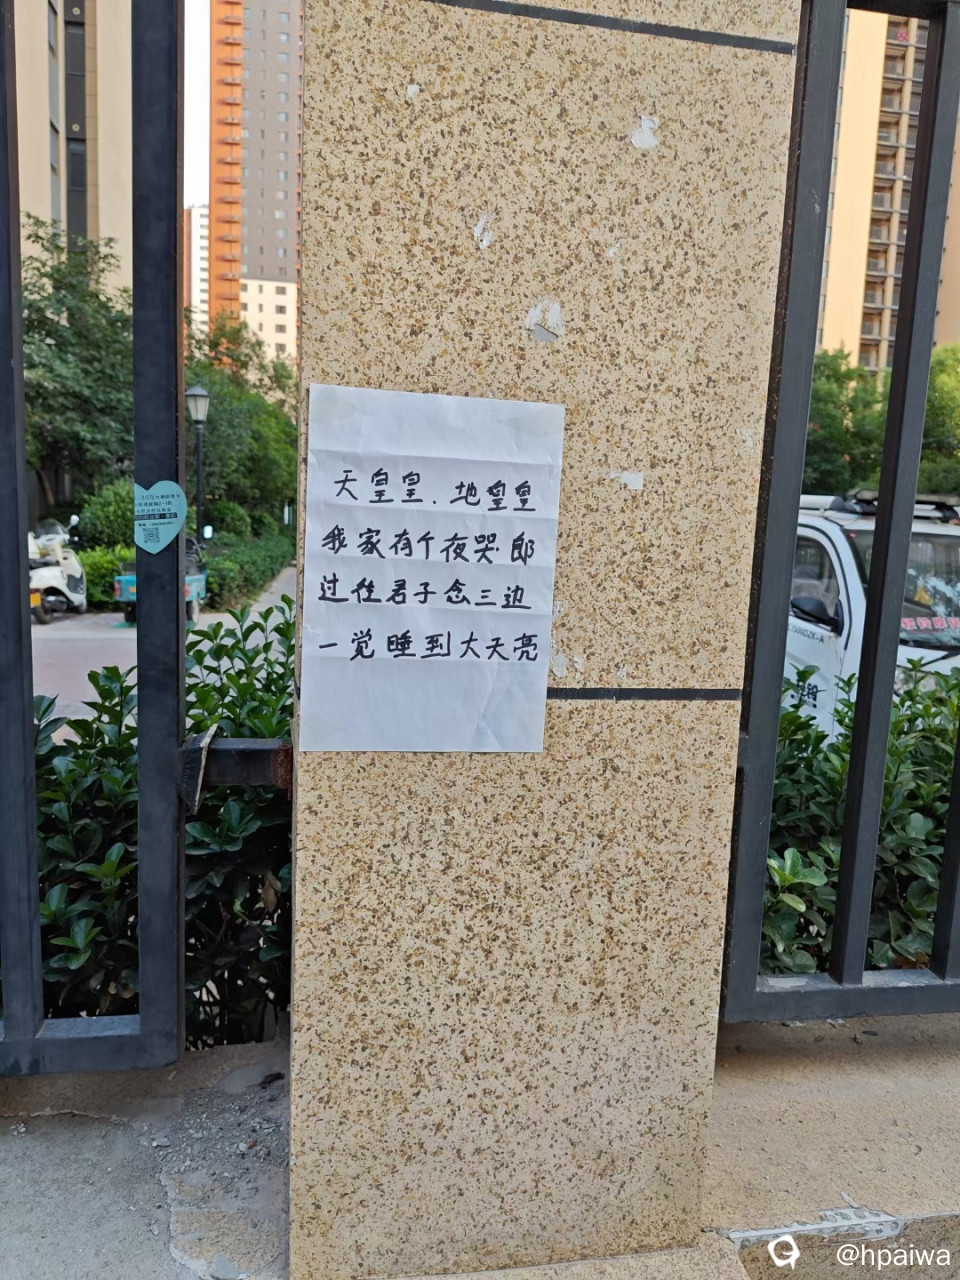 天皇皇.地皇皇
我家有个夜哭郎
过往君子念三边
一觉睡到大天亮
@hpaiwa